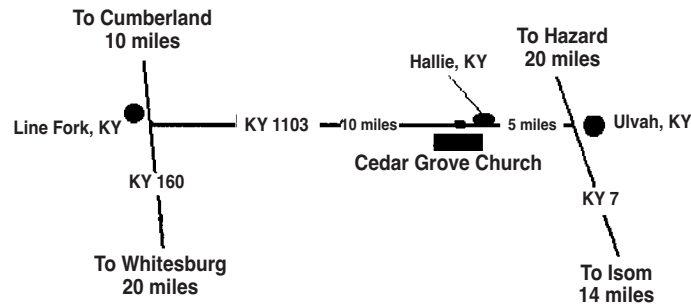 To Cumberland
10 miles
To Hazard
20 miles
Hallie, KY
Line Fork, KY
KY 1103
10 miles
5 miles
Ulvah, KY
Cedar Grove Church
KY 160
KY 7
To Whitesburg
20 miles
To Isom
14 miles